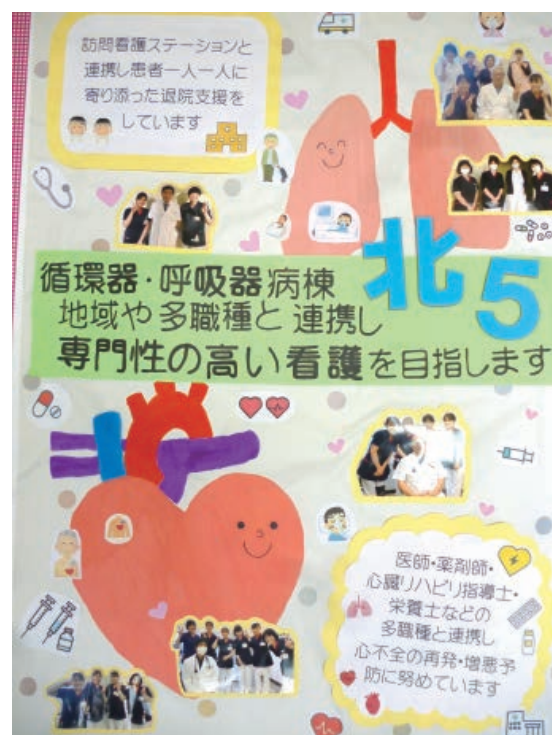 訪問看護ステーションと
連携し患者一人一人に
寄り添った退院支援を
しています
北5
循環器・呼吸器病棟
地域や多職種と連携し
専門性の高い看護を目指します
医師・薬剤師・
心臓リハビリ指導士・
栄養士などの
多職種と連携し
心不全の再発・増悪予
防に努めています